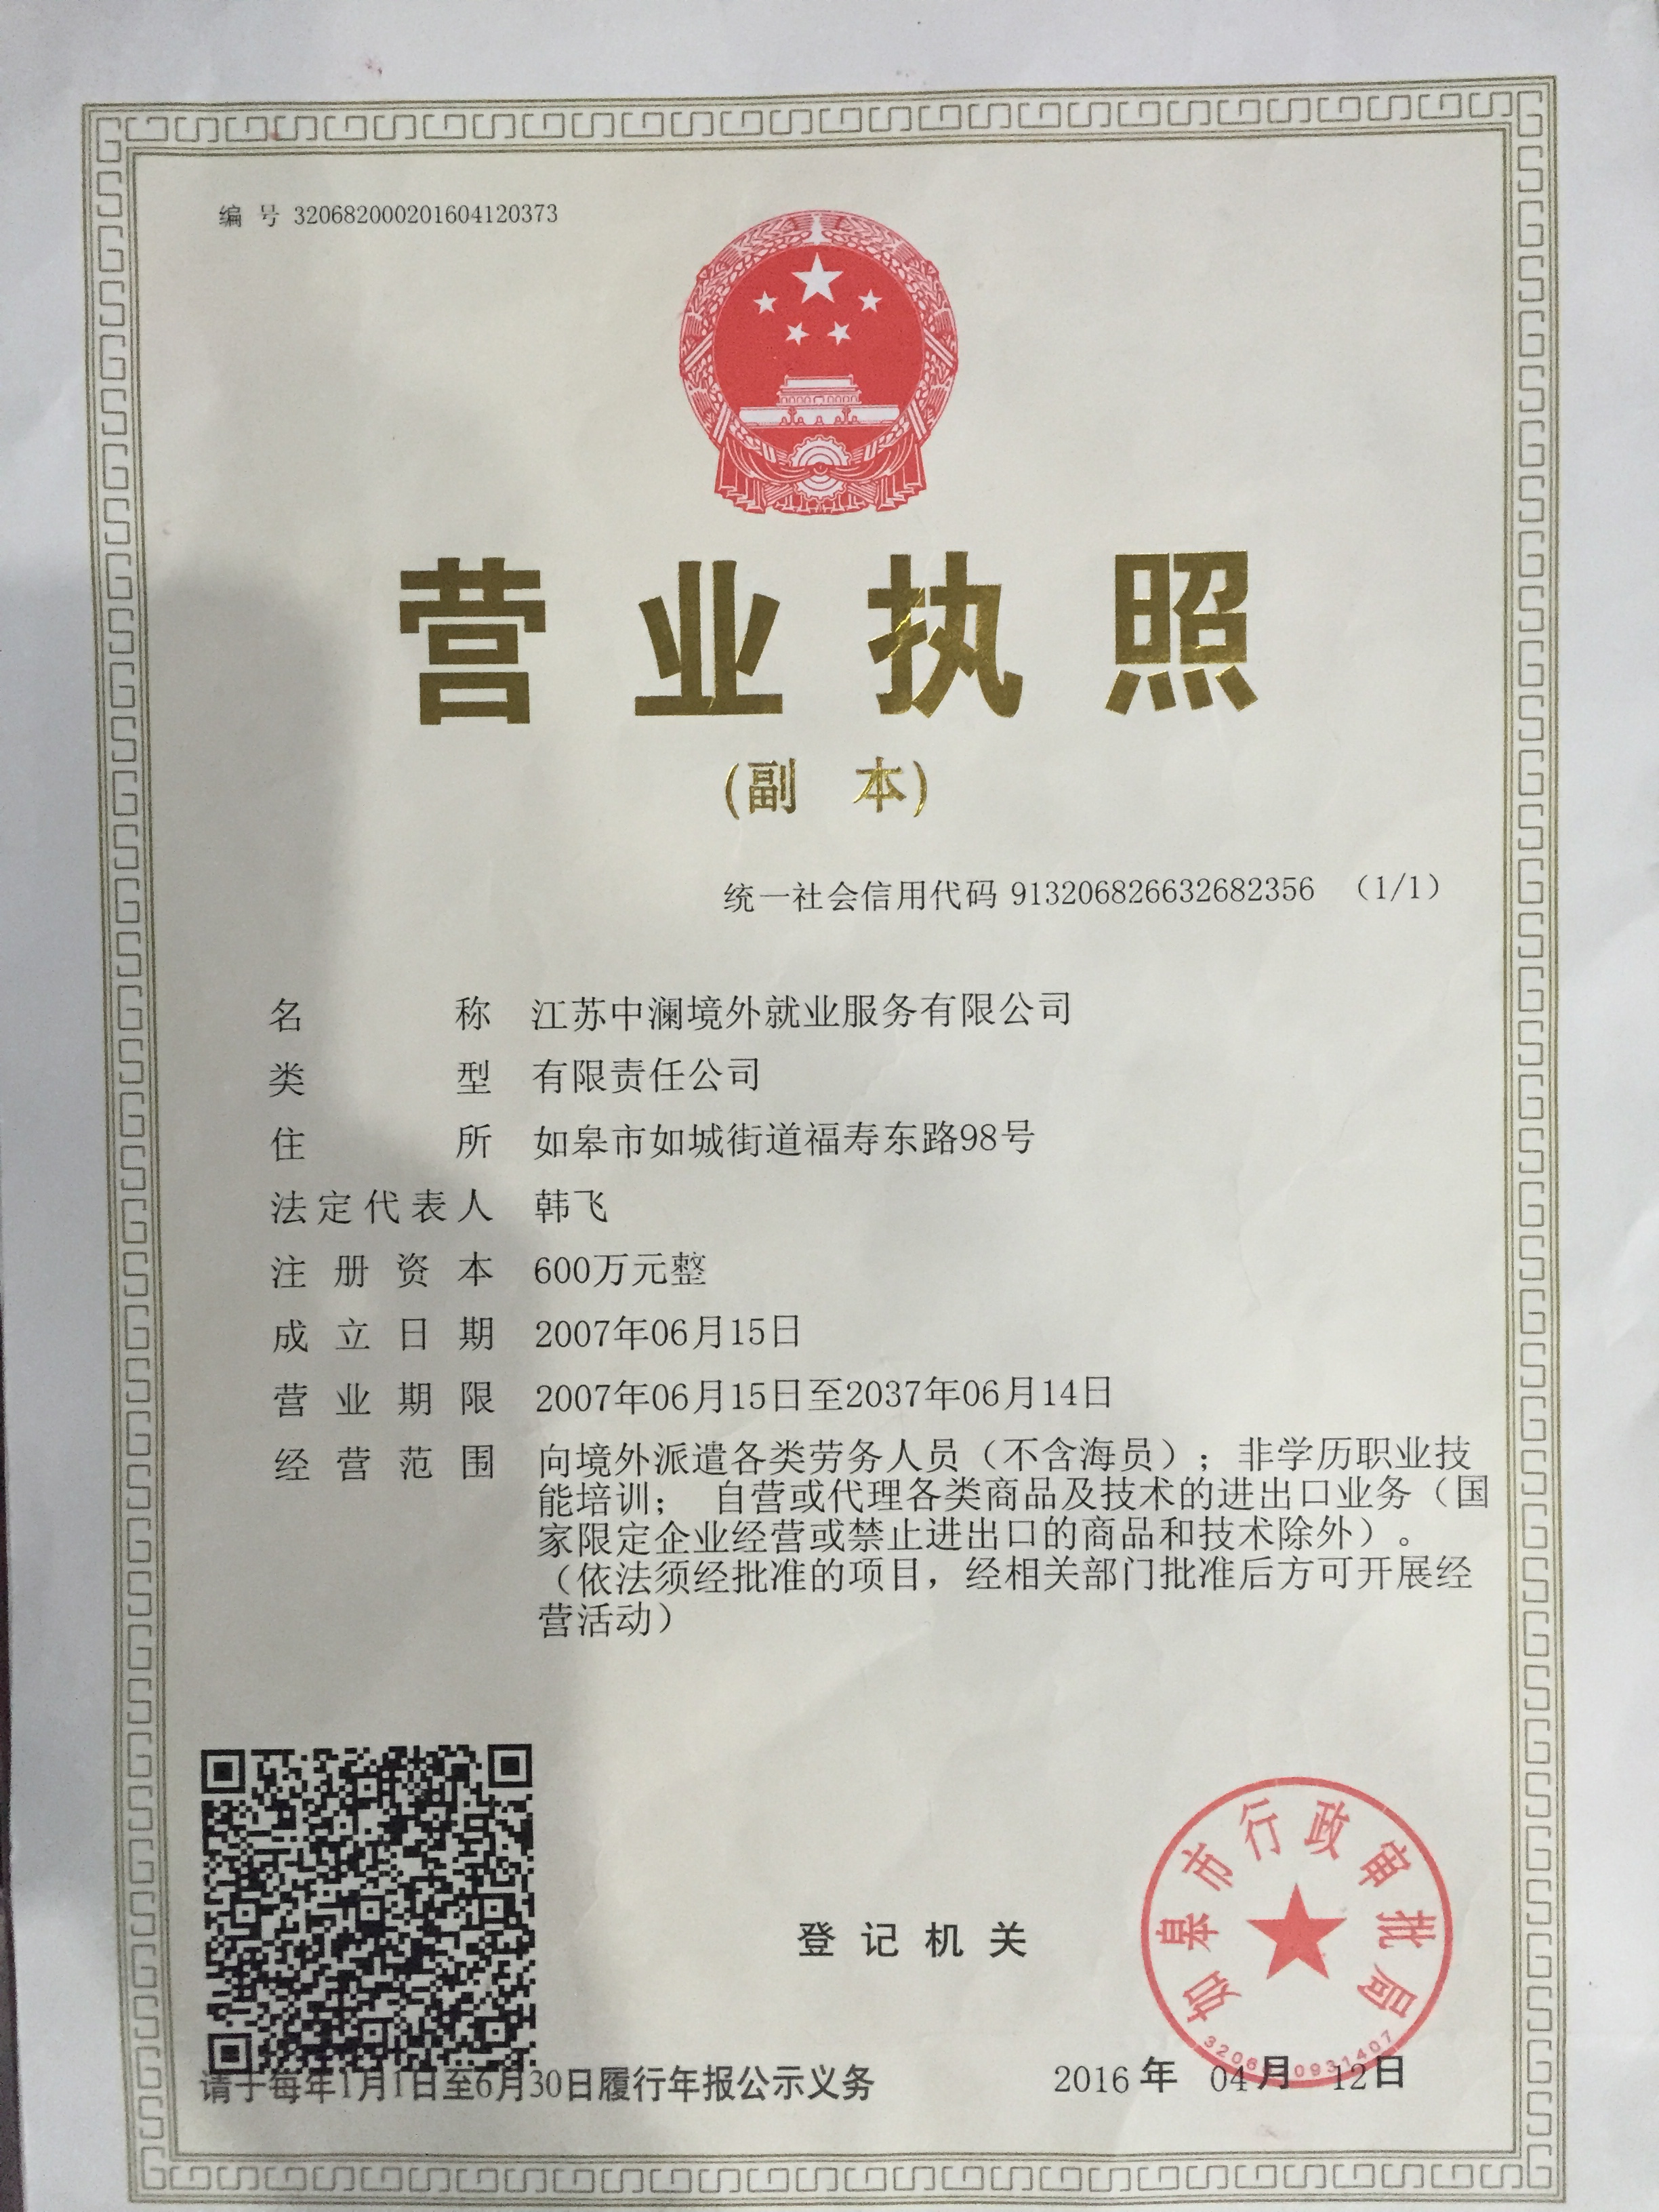 编号 320682000201604120373
营业执照
(副本)
统一社会信用代码 913206826632682356 （1/1）
名称 江苏中澜境外就业服务有限公司
类型 有限责任公司
住所 如皋市如城街道福寿东路98号
法定代表人 韩飞
注册资本 600万元整
成立日期 2007年06月15日
营业期限 2007年06月15日至2037年06月14日
经营范围 向境外派遣各类劳务人员（不含海员）；非学历职业技
能培训； 自营或代理各类商品及技术的进出口业务（国
家限定企业经营或禁止进出口的商品和技术除外）。
（依法须经批准的项目，经相关部门批准后方可开展经
营活动）
登记机关
如皋市行政审批局
请于每年1月1日至6月30日履行年报公示义务
2016年 04月 12日